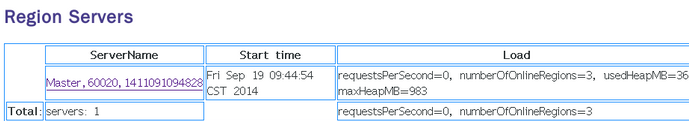 Region Servers
ServerName Start time Load
Master,60020,1411091094828 Fri Sep 19 09:44:54 CST 2014 requestsPerSecond=0, numberOfOnlineRegions=3, usedHeapMB=36
maxHeapMB=983
Total: servers: 1 requestsPerSecond=0, numberOfOnlineRegions=3